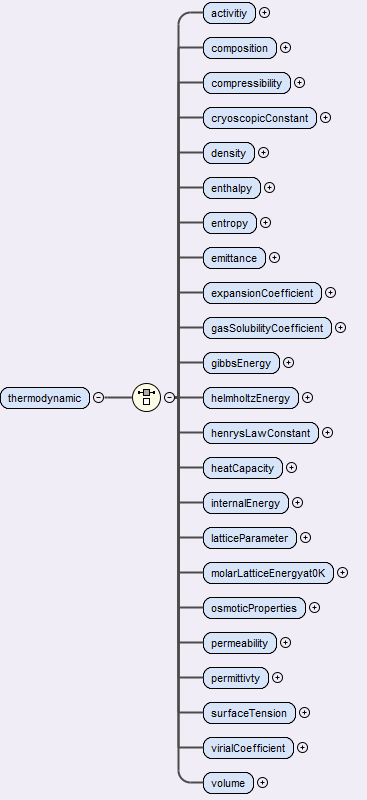 activitiy
composition
compressibility
cryoscopicConstant
density
enthalpy
entropy
emittance
expansionCoefficient
gasSolubilityCoefficient
gibbsEnergy
thermodynamic
helmholtzEnergy
henrysLawConstant
heatCapacity
internalEnergy
latticeParameter
molarLatticeEnergyat0K
osmoticProperties
permeability
permittivty
surfaceTension
virialCoefficient
volume